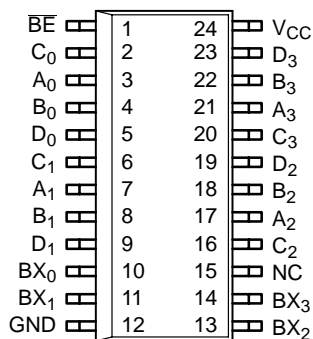 B̅E̅ 1 24 V_CC
C₀ 2 23 D₃
A₀ 3 22 B₃
B₀ 4 21 A₃
D₀ 5 20 C₃
C₁ 6 19 D₂
A₁ 7 18 B₂
B₁ 8 17 A₂
D₁ 9 16 C₂
BX₀ 10 15 NC
BX₁ 11 14 BX₃
GND 12 13 BX₂